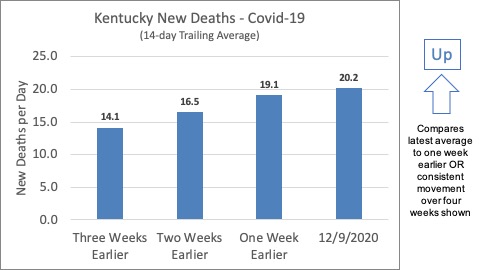 Kentucky New Deaths - Covid-19
(14-day Trailing Average)
New Deaths per Day
25.0
20.0
15.0
10.0
5.0
0.0
14.1
16.5
19.1
20.2
Three Weeks
Earlier
Two Weeks
Earlier
One Week
Earlier
12/9/2020
Up
Compares
latest average
to one week
earlier OR
consistent
movement
over four
weeks shown